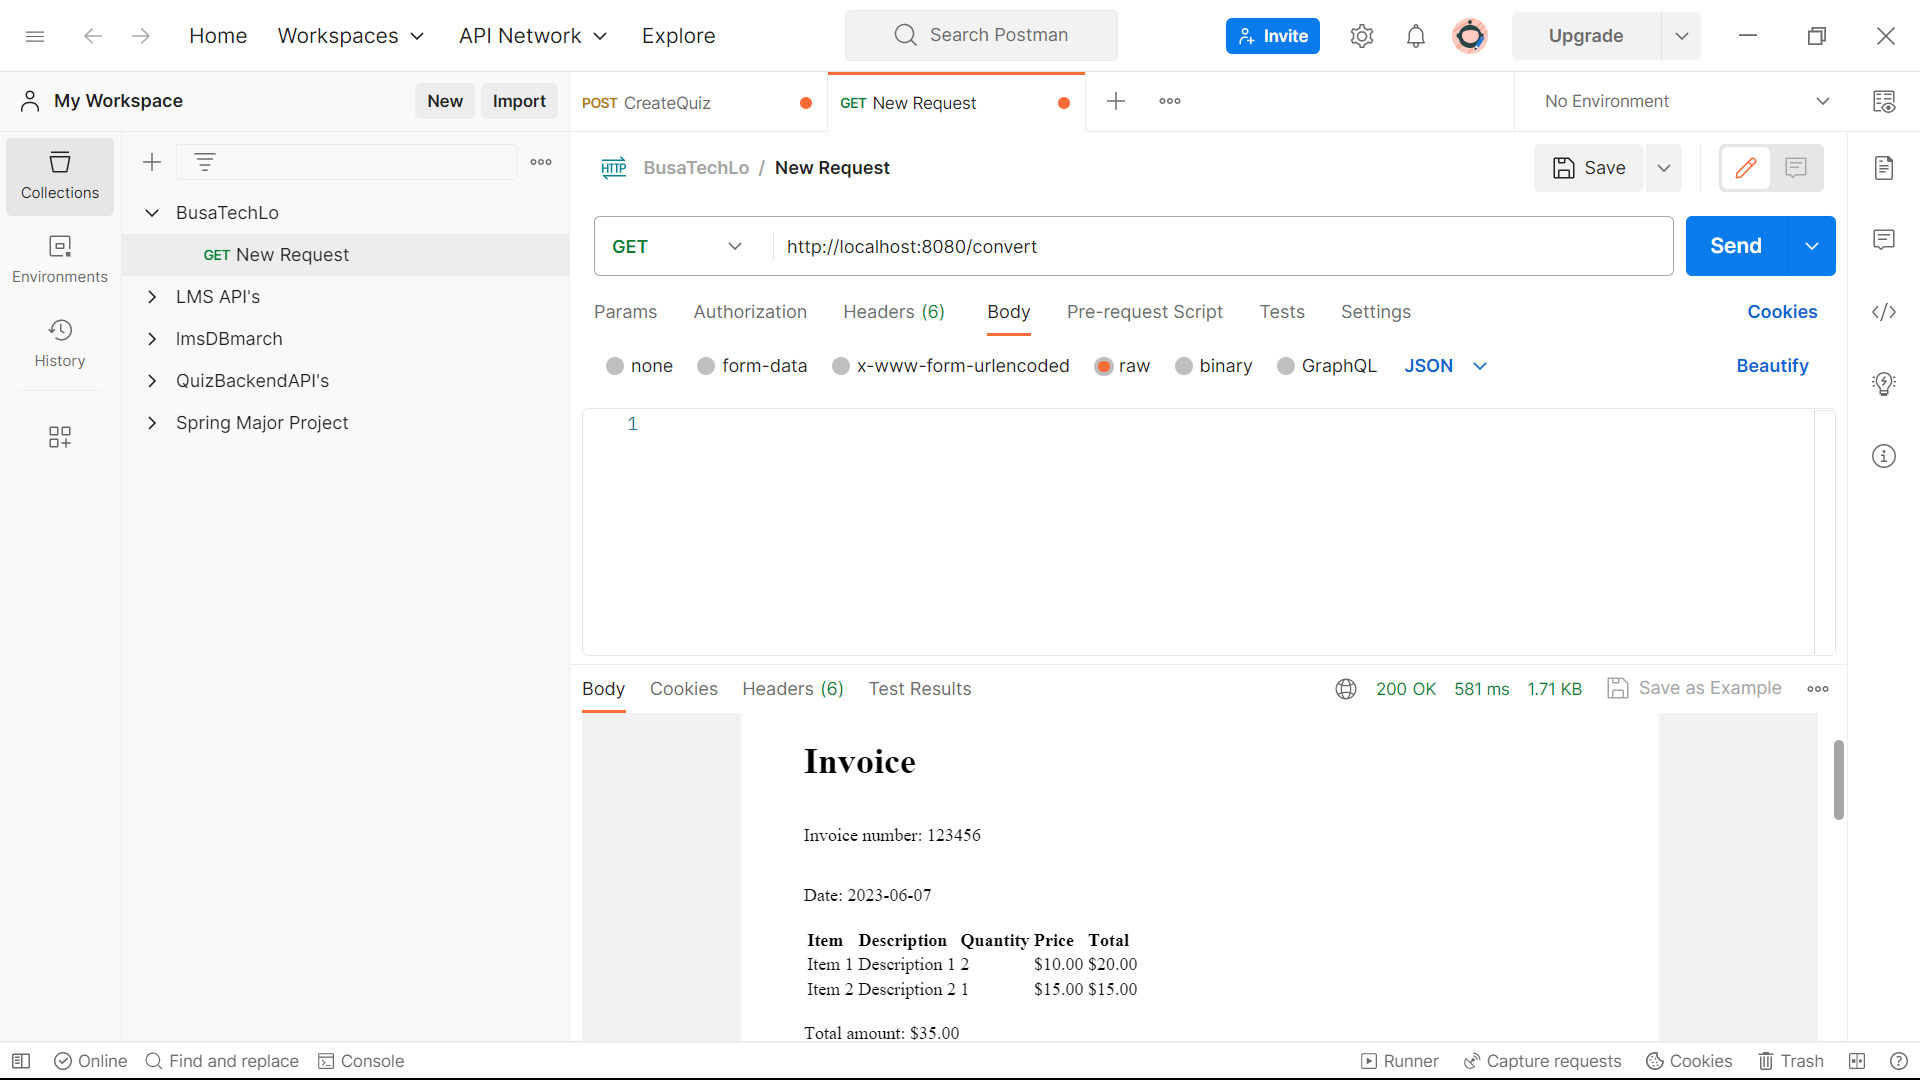 Home Workspaces API Network Explore Search Postman Invite Upgrade
My Workspace New Import POST CreateQuiz GET New Request No Environment
Collections
Environments
History
BusaTechLo
GET New Request
LMS API's
lmsDBmarch
QuizBackendAPI's
Spring Major Project
HTTP BusaTechLo / New Request Save
GET http://localhost:8080/convert Send
Params Authorization Headers (6) Body Pre-request Script Tests Settings Cookies
none form-data x-www-form-urlencoded raw binary GraphQL JSON Beautify
1
Body Cookies Headers (6) Test Results 200 OK 581 ms 1.71 KB Save as Example
Invoice
Invoice number: 123456
Date: 2023-06-07
Item Description Quantity Price Total
Item 1 Description 1 2 $10.00 $20.00
Item 2 Description 2 1 $15.00 $15.00
Total amount: $35.00
Online Find and replace Console Runner Capture requests Cookies Trash